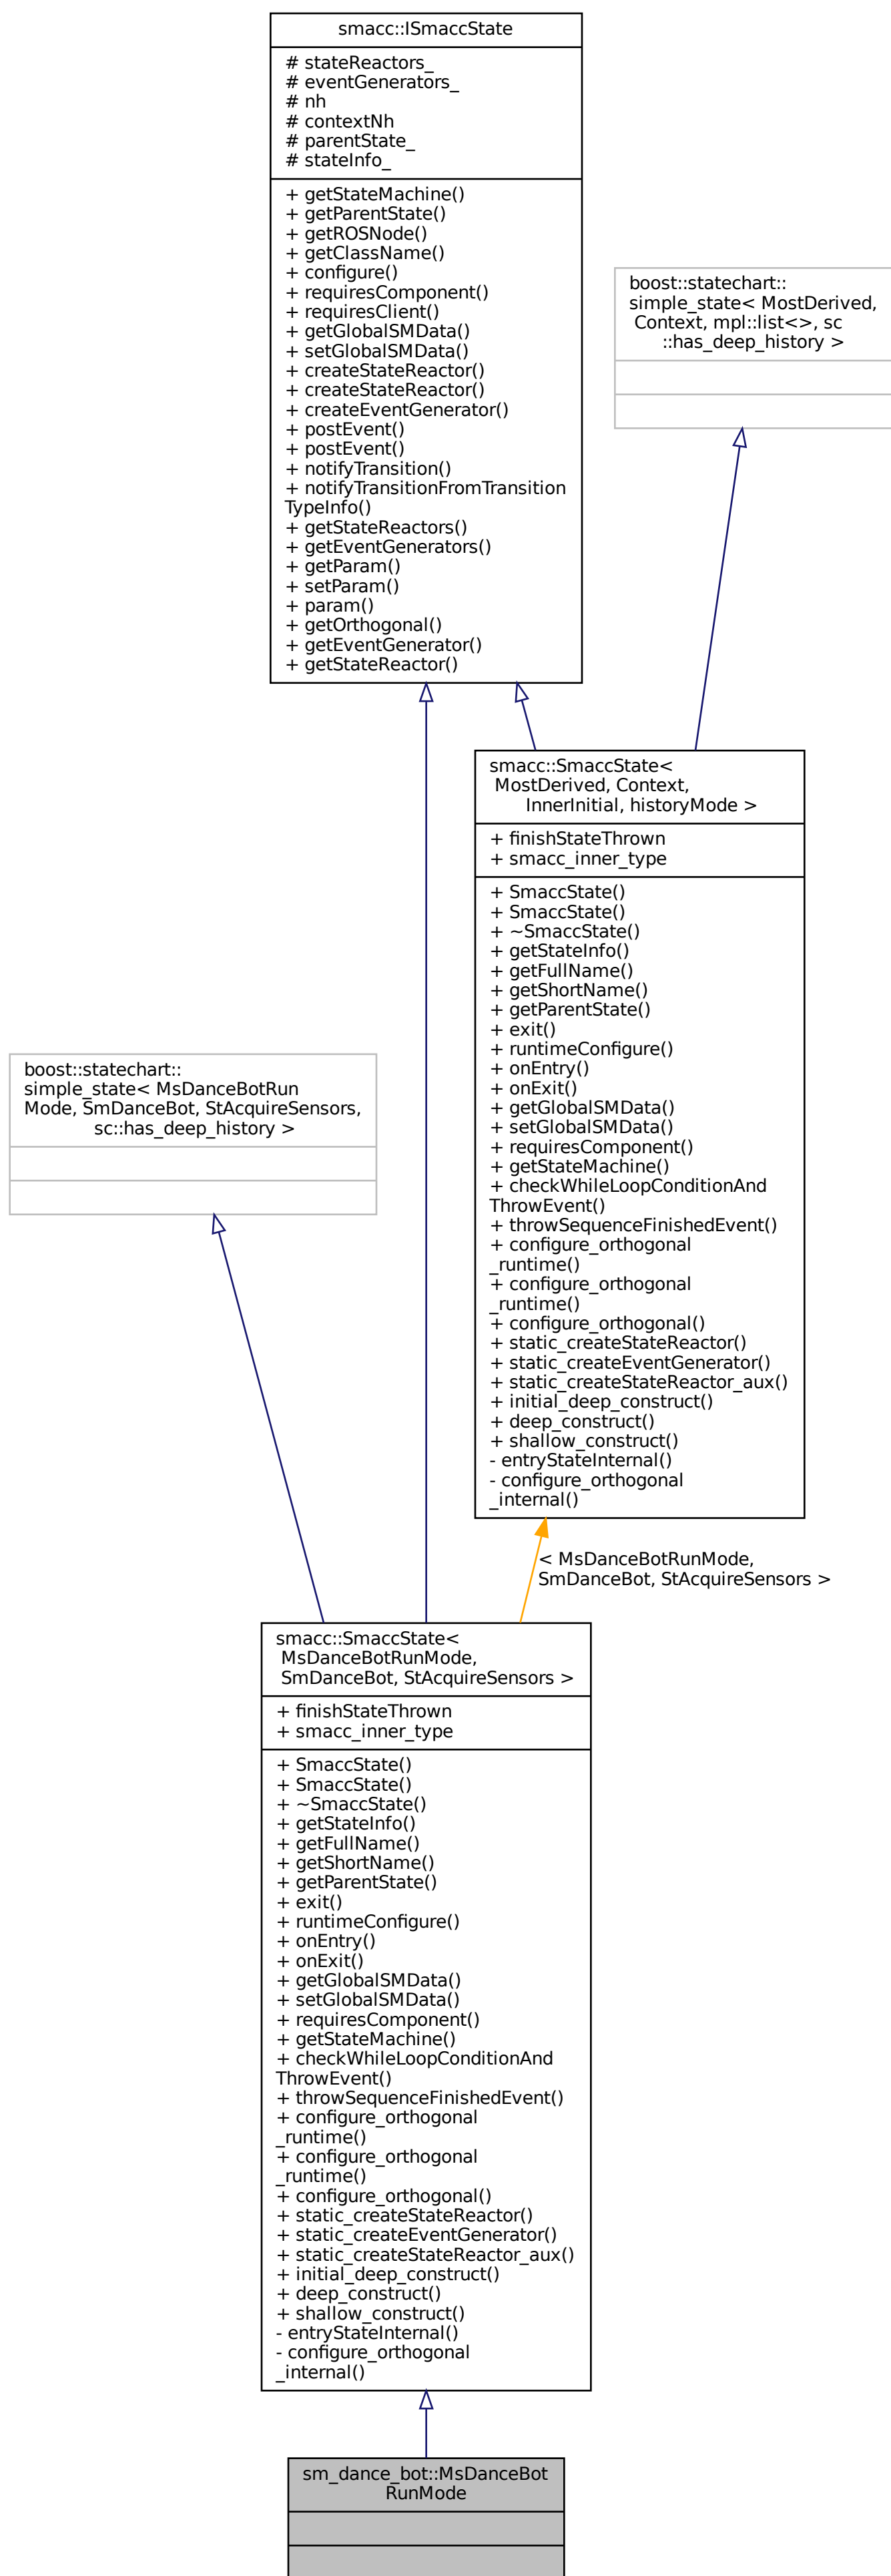 smacc::ISmaccState
# stateReactors_
# eventGenerators_
# nh
# contextNh
# parentState_
# stateInfo_
+ getStateMachine()
+ getParentState()
+ getROSNode()
+ getClassName()
+ configure()
+ requiresComponent()
+ requiresClient()
+ getGlobalSMData()
+ setGlobalSMData()
+ createStateReactor()
+ createStateReactor()
+ createEventGenerator()
+ postEvent()
+ postEvent()
+ notifyTransition()
+ notifyTransitionFromTransition
TypeInfo()
+ getStateReactors()
+ getEventGenerators()
+ getParam()
+ setParam()
+ param()
+ getOrthogonal()
+ getEventGenerator()
+ getStateReactor()
boost::statechart::
simple_state< MostDerived,
Context, mpl::list<>, sc
::has_deep_history >
smacc::SmaccState<
MostDerived, Context,
InnerInitial, historyMode >
+ finishStateThrown
+ smacc_inner_type
+ SmaccState()
+ SmaccState()
+ ~SmaccState()
+ getStateInfo()
+ getFullName()
+ getShortName()
+ getParentState()
+ exit()
+ runtimeConfigure()
+ onEntry()
+ onExit()
+ getGlobalSMData()
+ setGlobalSMData()
+ requiresComponent()
+ getStateMachine()
+ checkWhileLoopConditionAnd
ThrowEvent()
+ throwSequenceFinishedEvent()
+ configure_orthogonal
_runtime()
+ configure_orthogonal
_runtime()
+ configure_orthogonal()
+ static_createStateReactor()
+ static_createEventGenerator()
+ static_createStateReactor_aux()
+ initial_deep_construct()
+ deep_construct()
+ shallow_construct()
- entryStateInternal()
- configure_orthogonal
_internal()
boost::statechart::
simple_state< MsDanceBotRun
Mode, SmDanceBot, StAcquireSensors,
sc::has_deep_history >
< MsDanceBotRunMode,
SmDanceBot, StAcquireSensors >
smacc::SmaccState<
MsDanceBotRunMode,
SmDanceBot, StAcquireSensors >
+ finishStateThrown
+ smacc_inner_type
+ SmaccState()
+ SmaccState()
+ ~SmaccState()
+ getStateInfo()
+ getFullName()
+ getShortName()
+ getParentState()
+ exit()
+ runtimeConfigure()
+ onEntry()
+ onExit()
+ getGlobalSMData()
+ setGlobalSMData()
+ requiresComponent()
+ getStateMachine()
+ checkWhileLoopConditionAnd
ThrowEvent()
+ throwSequenceFinishedEvent()
+ configure_orthogonal
_runtime()
+ configure_orthogonal
_runtime()
+ configure_orthogonal()
+ static_createStateReactor()
+ static_createEventGenerator()
+ static_createStateReactor_aux()
+ initial_deep_construct()
+ deep_construct()
+ shallow_construct()
- entryStateInternal()
- configure_orthogonal
_internal()
sm_dance_bot::MsDanceBot
RunMode